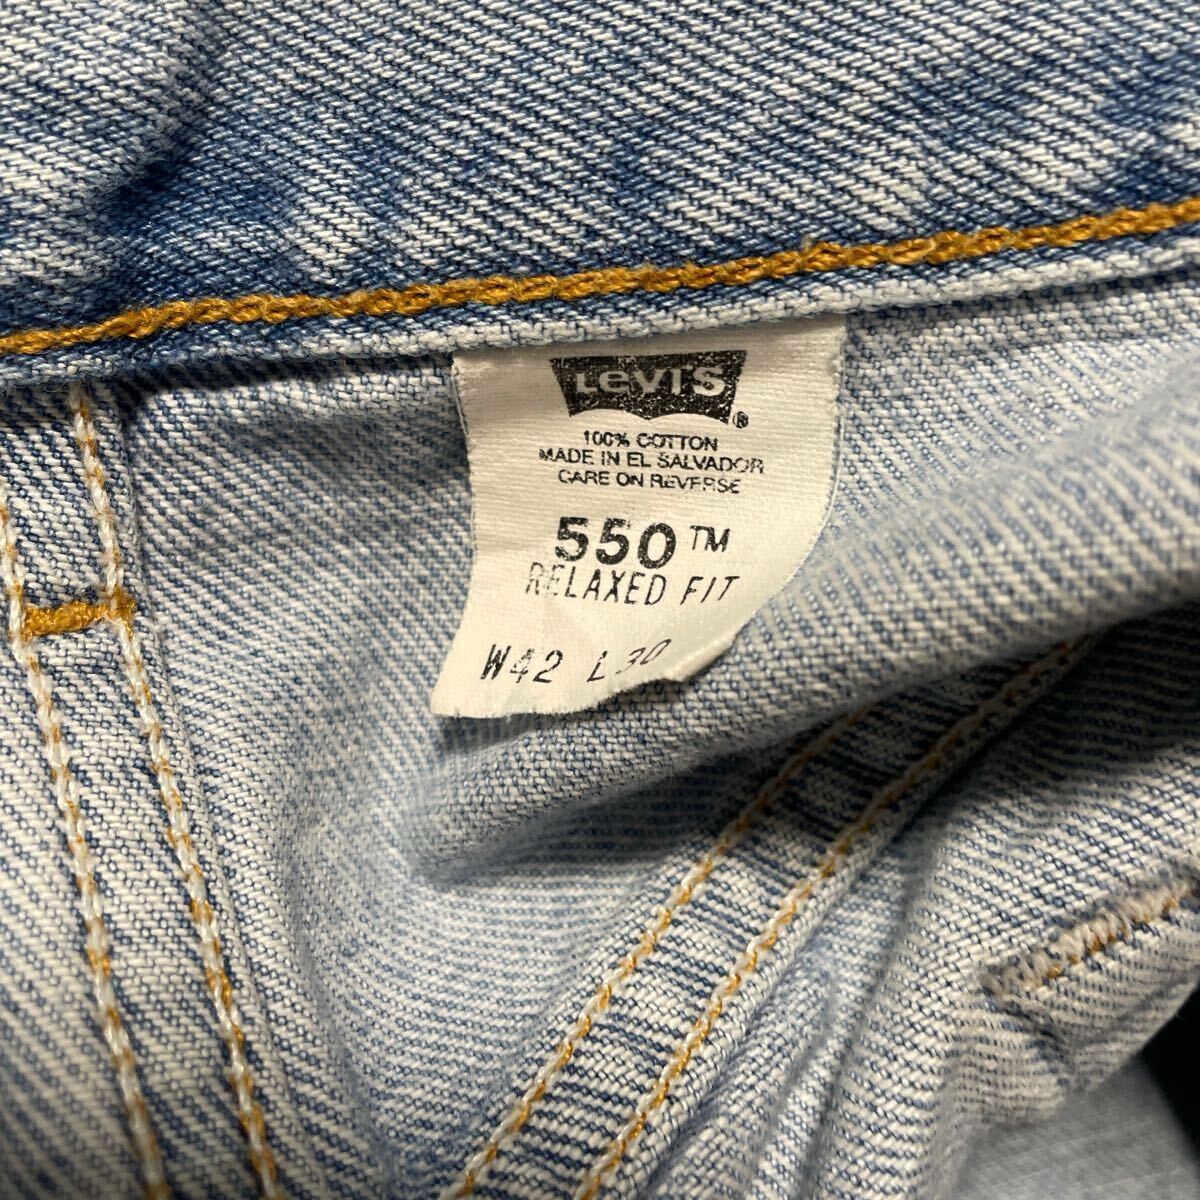 Levi's ®
100% COTTON
MADE IN EL SALVADOR
CARE ON REVERSE
550™
RELAXED FIT
W42 L30